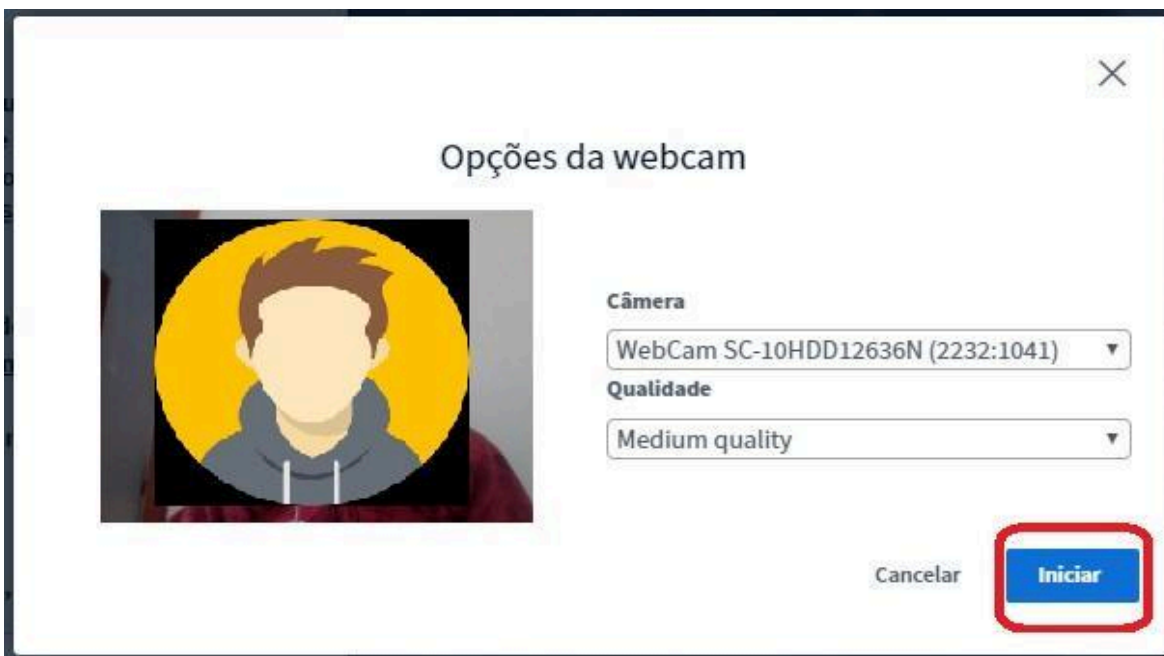 Opções da webcam
Câmera
WebCam SC-10HDD12636N (2232:1041)
Qualidade
Medium quality
Cancelar
Iniciar